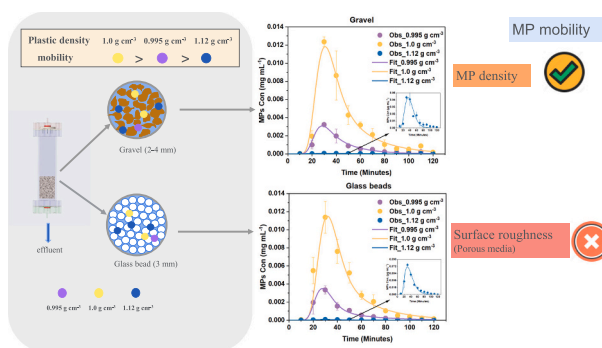 Plastic density 1.0 g cm⁻³ 0.995 g cm⁻³ 1.12 g cm⁻³
mobility > >
Gravel (2-4 mm)
Glass bead (3 mm)
effluent
0.995 g cm⁻³ 1.0 g cm⁻³ 1.12 g cm⁻³
Gravel
MPs Con (mg mL⁻¹)
0.014
0.012
0.010
0.008
0.006
0.004
0.002
0.000
Obs_0.995 g cm⁻³
Obs_1.0 g cm⁻³
Obs_1.12 g cm⁻³
Fit_0.995 g cm⁻³
Fit_1.0 g cm⁻³
Fit_1.12 g cm⁻³
0 20 40 60 80 100 120
Time (Minutes)
Glass beads
MPs Con (mg mL⁻¹)
0.014
0.012
0.010
0.008
0.006
0.004
0.002
0.000
Obs_0.995 g cm⁻³
Obs_1.0 g cm⁻³
Obs_1.12 g cm⁻³
Fit_0.995 g cm⁻³
Fit_1.0 g cm⁻³
Fit_1.12 g cm⁻³
0 20 40 60 80 100 120
Time (Minutes)
MP mobility
MP density
Surface roughness
(Porous media)